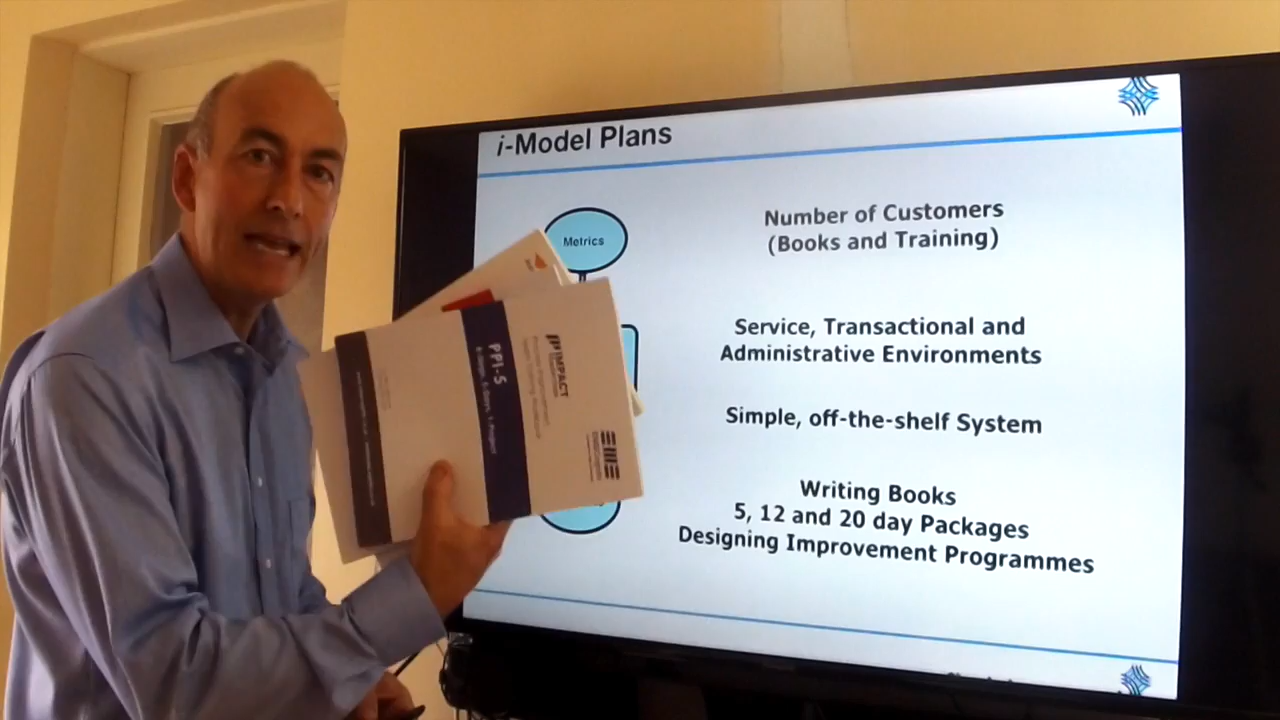 i-Model Plans
Metrics
Number of Customers
(Books and Training)
Service, Transactional and
Administrative Environments
Simple, off-the-shelf System
Writing Books
5, 12 and 20 day Packages
Designing Improvement Programmes
PPI-5
IMPACT